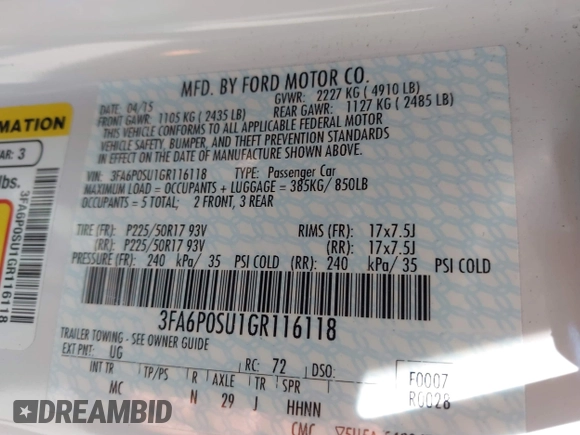 MFD. BY FORD MOTOR CO.
DATE: 04/15 GVWR: 2227 KG ( 4910 LB)
FRONT GAWR: 1105 KG ( 2435 LB) REAR GAWR: 1127 KG ( 2485 LB)
THIS VEHICLE CONFORMS TO ALL APPLICABLE FEDERAL MOTOR
VEHICLE SAFETY, BUMPER, AND THEFT PREVENTION STANDARDS
IN EFFECT ON THE DATE OF MANUFACTURE SHOWN ABOVE.
VIN: 3FA6P0SU1GR116118 TYPE: Passenger Car
MAXIMUM LOAD = OCCUPANTS + LUGGAGE = 385KG/ 850LB
OCCUPANTS = 5 TOTAL; 2 FRONT, 3 REAR
TIRE (FR): P225/50R17 93V RIMS (FR): 17x7.5J
(RR): P225/50R17 93V (RR): 17x7.5J
PRESSURE (FR): 240 kPa/ 35 PSI COLD (RR): 240 kPa/ 35 PSI COLD
3FA6P0SU1GR116118
TRAILER TOWING - SEE OWNER GUIDE
EXT PNT: UG RC: 72 DSO: F0007
INT TR TP/PS R AXLE TR SPR R0028
MC N 29 J HHNN
CMC
MATION
AR: 3
lbs.
3FA6P0SU1GR116118
DREAMBID